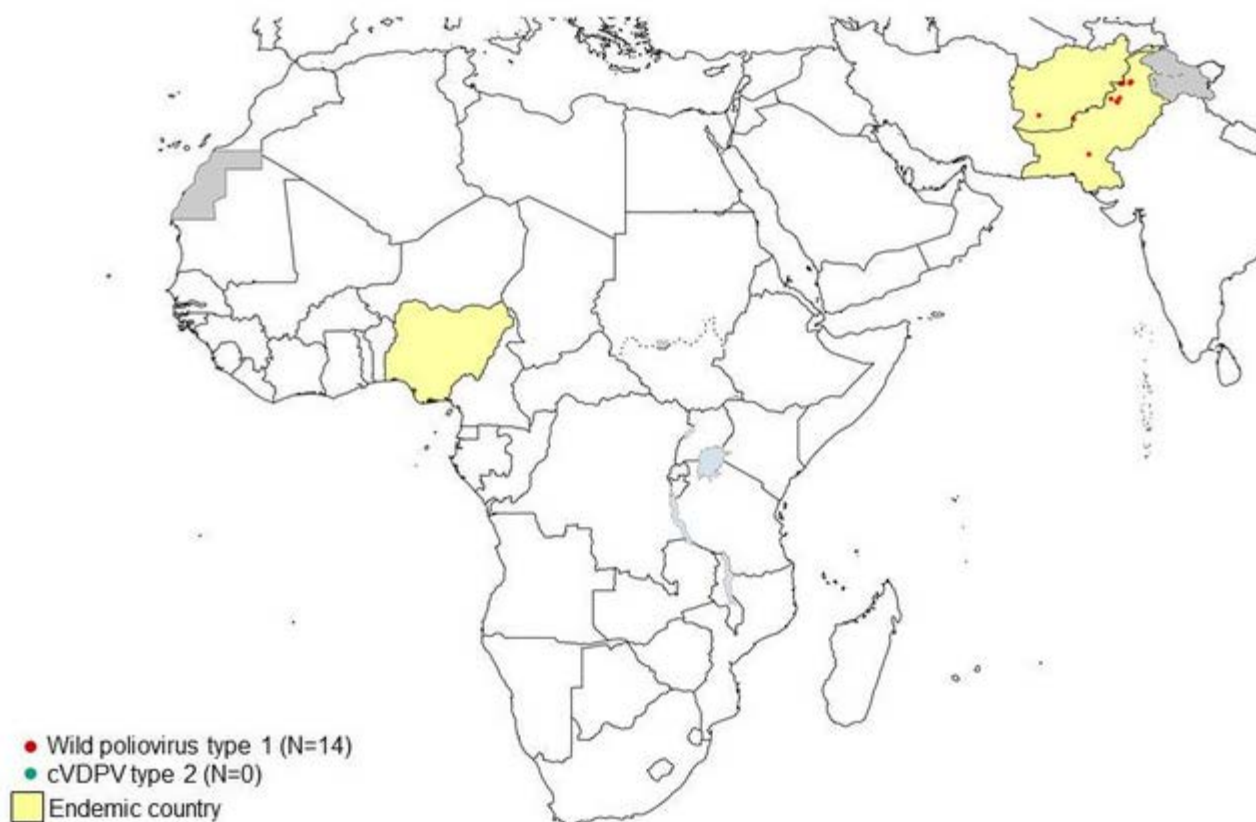 Wild poliovirus type 1 (N=14)
cVDPV type 2 (N=0)
Endemic country